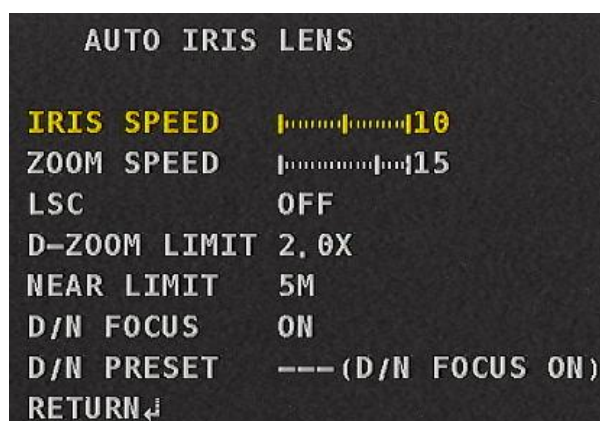 AUTO IRIS LENS
IRIS SPEED 10
ZOOM SPEED 15
LSC OFF
D-ZOOM LIMIT 2.0X
NEAR LIMIT 5M
D/N FOCUS ON
D/N PRESET ---(D/N FOCUS ON)
RETURN↲